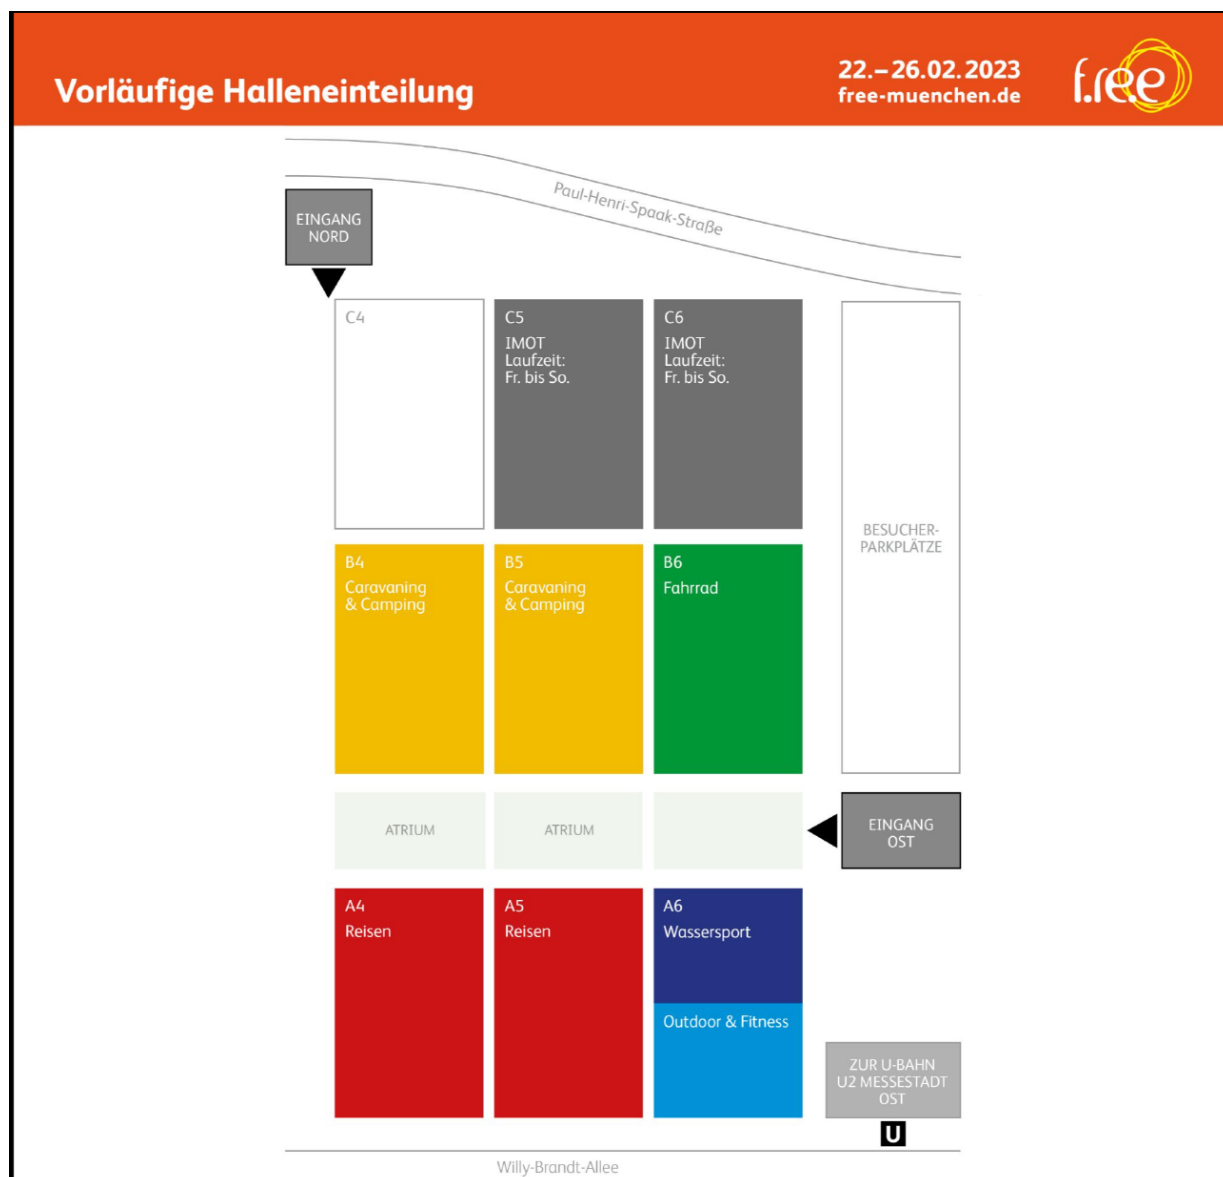 Vorläufige Halleneinteilung
22.–26.02.2023
free-muenchen.de
f.re.e
Paul-Henri-Spaak-Straße
EINGANG
NORD
C4
C5
IMOT
Laufzeit:
Fr. bis So.
C6
IMOT
Laufzeit:
Fr. bis So.
BESUCHER-
PARKPLÄTZE
B4
Caravaning
& Camping
B5
Caravaning
& Camping
B6
Fahrrad
ATRIUM
ATRIUM
EINGANG
OST
A4
Reisen
A5
Reisen
A6
Wassersport
Outdoor & Fitness
ZUR U-BAHN
U2 MESSESTADT
OST
U
Willy-Brandt-Allee